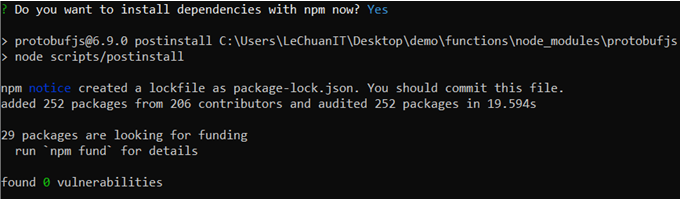 ? Do you want to install dependencies with npm now? Yes
> protobufjs@6.9.0 postinstall C:\Users\LeChuanIT\Desktop\demo\functions\node_modules\protobufjs
> node scripts/postinstall
npm notice created a lockfile as package-lock.json. You should commit this file.
added 252 packages from 206 contributors and audited 252 packages in 19.594s
29 packages are looking for funding
  run `npm fund` for details
found 0 vulnerabilities